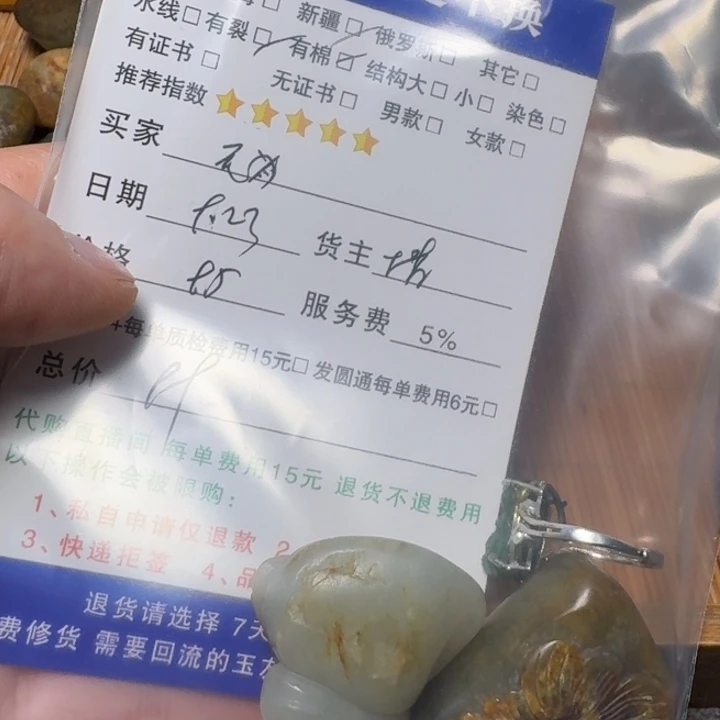 换
水线□ 有裂□ 新疆□ 俄罗斯□ 其它□
有证书□ 有棉□ 结构大□ 小□ 染色□
推荐指数 无证书□ 男款□ 女款□
买家
日期
货主
价格
服务费 5%
每单质检费用15元□ 发圆通每单费用6元□
总价
代购直播间 每单费用15元 退货不退费用
以下操作会被限购：
1、私自申请仅退款 2
3、快递拒签 4、品
退货请选择 7天
费修货 需要回流的玉友